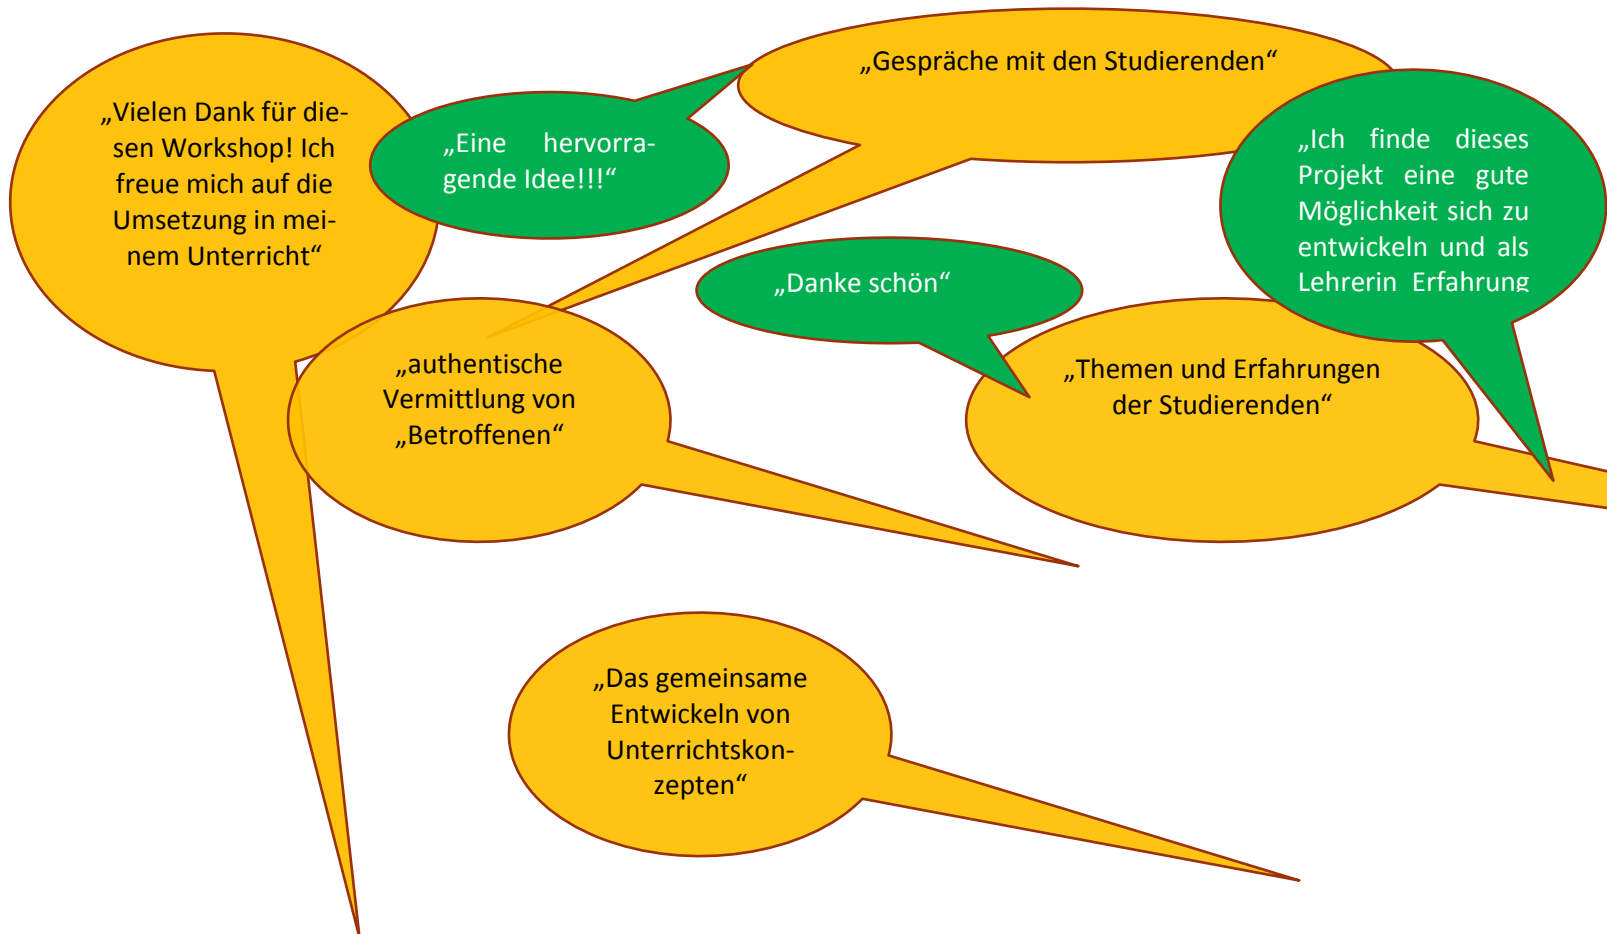 „Vielen Dank für die-
sen Workshop! Ich
freue mich auf die
Umsetzung in mei-
nem Unterricht“
„Eine hervorra-
gende Idee!!!“
„Gespräche mit den Studierenden“
„Ich finde dieses
Projekt eine gute
Möglichkeit sich zu
entwickeln und als
Lehrerin Erfahrung
„Danke schön“
„authentische
Vermittlung von
„Betroffenen“
„Themen und Erfahrungen
der Studierenden“
„Das gemeinsame
Entwickeln von
Unterrichtskon-
zepten“